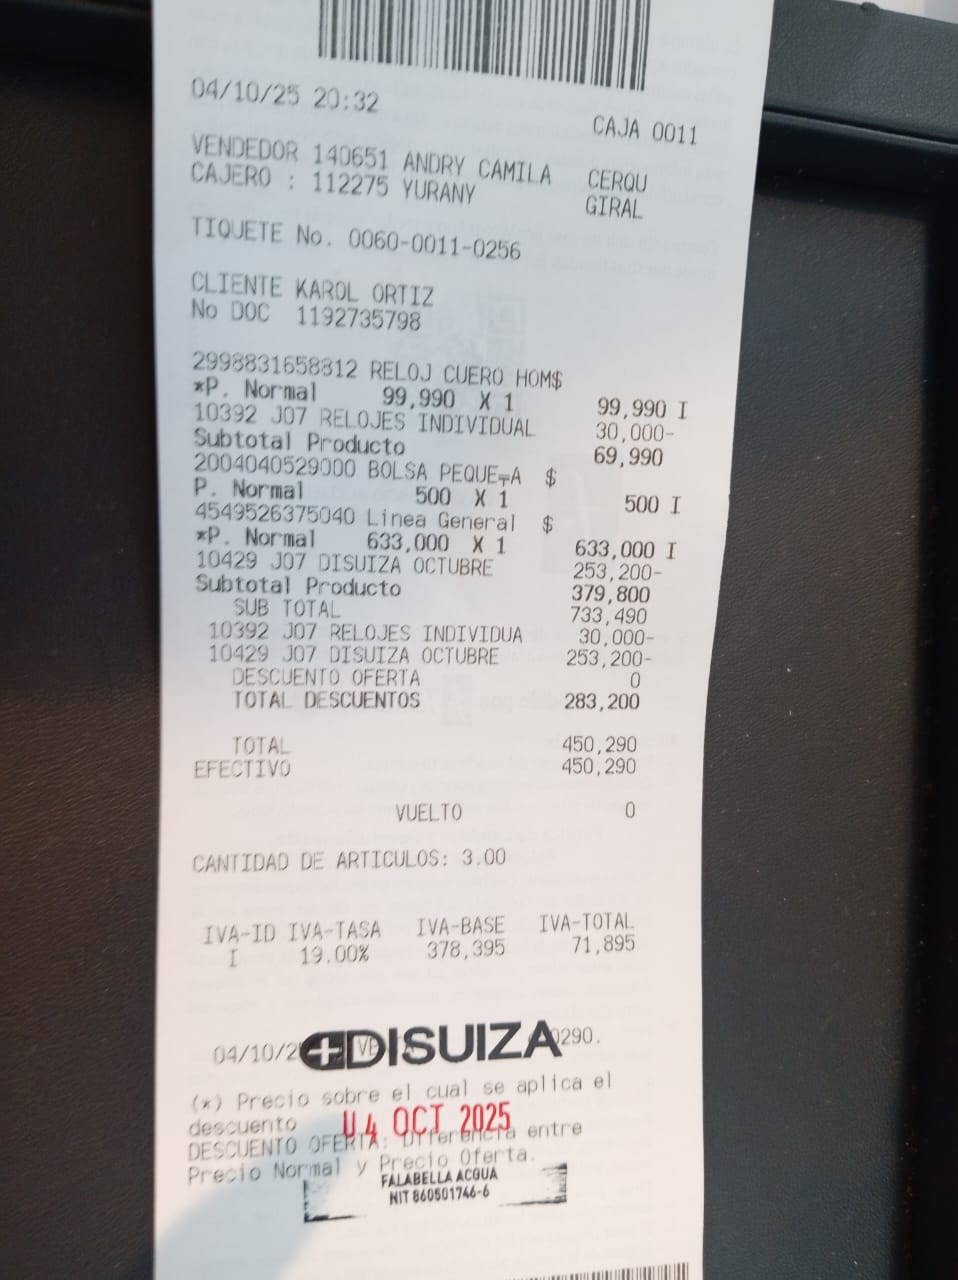 04/10/25 20:32
CAJA 0011
VENDEDOR 140651 ANDRY CAMILA CERQU
CAJERO : 112275 YURANY GIRAL
TIQUETE No. 0060-0011-0256
CLIENTE KAROL ORTIZ
No DOC 1192735798
2998831658812 RELOJ CUERO HOM$
*P. Normal 99,990 X 1 99,990 I
10392 J07 RELOJES INDIVIDUAL 30,000-
Subtotal Producto 69,990
2004040529000 BOLSA PEQUE╤A $
P. Normal 500 X 1 500 I
4549526375040 Linea General $
*P. Normal 633,000 X 1 633,000 I
10429 J07 DISUIZA OCTUBRE 253,200-
Subtotal Producto 379,800
SUB TOTAL 733,490
10392 J07 RELOJES INDIVIDUA 30,000-
10429 J07 DISUIZA OCTUBRE 253,200-
DESCUENTO OFERTA 0
TOTAL DESCUENTOS 283,200
TOTAL 450,290
EFECTIVO 450,290
VUELTO 0
CANTIDAD DE ARTICULOS: 3.00
IVA-ID IVA-TASA IVA-BASE IVA-TOTAL
I 19.00% 378,395 71,895
04/10/2 DISUIZA 0290.
(*) Precio sobre el cual se aplica el
descuento
04 OCT 2025
DESCUENTO OFERTA: Diferencia entre
Precio Normal y Precio Oferta.
FALABELLA ACQUA
NIT 860501746-6